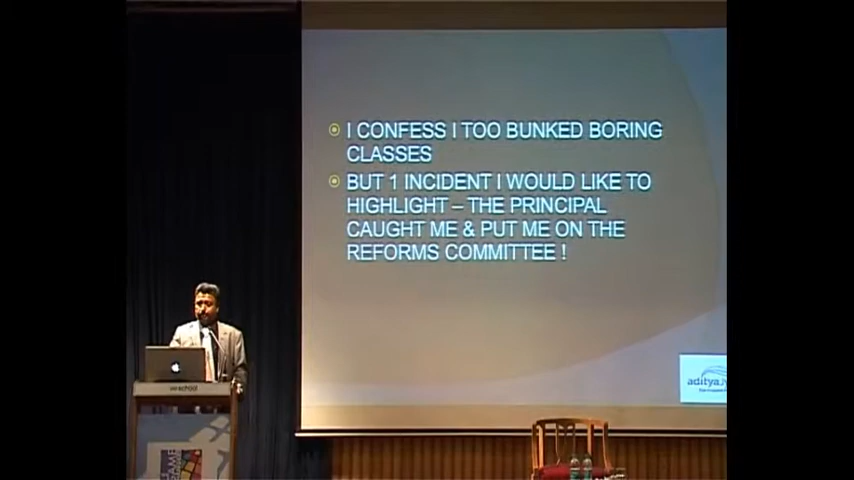 I CONFESS I TOO BUNKED BORING
CLASSES
BUT 1 INCIDENT I WOULD LIKE TO
HIGHLIGHT – THE PRINCIPAL
CAUGHT ME & PUT ME ON THE
REFORMS COMMITTEE !
aditya